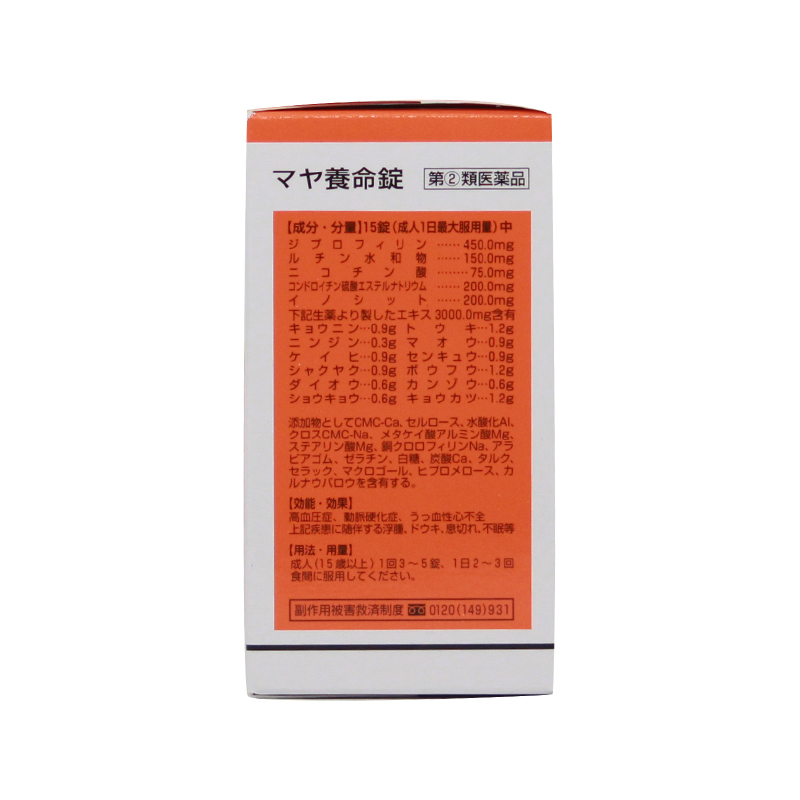 マヤ養命錠 第②類医薬品
【成分・分量】15錠(成人1日最大服用量)中
ジプロフィリン……450.0mg
ルチン水和物……150.0mg
ニコチン酸………75.0mg
コンドロイチン硫酸エステルナトリウム……200.0mg
イノシット……200.0mg
下記生薬より製したエキス3000.0mg含有
キョウニン…0.9g トウキ…1.2g
ニンジン…0.3g マオウ…0.9g
ケイヒ…0.9g センキュウ…0.9g
シャクヤク…0.9g ボウフウ…1.2g
ダイオウ…0.6g カンゾウ…0.6g
ショウキョウ…0.6g キョウカツ…1.2g
添加物としてCMC-Ca、セルロース、水酸化Al、
クロスCMC-Na、メタケイ酸アルミン酸Mg、
ステアリン酸Mg、銅クロロフィリンNa、アラ
ビアゴム、ゼラチン、白糖、炭酸Ca、タルク、
セラック、マクロゴール、ヒプロメロース、カ
ルナウバロウを含有する。
【効能・効果】
高血圧症、動脈硬化症、うっ血性心不全
上記疾患に随伴する浮腫、ドウキ、息切れ、不眠等
【用法・用量】
成人(15歳以上)1回3～5錠、1日2～3回
食間に服用してください。
副作用被害救済制度 0120(149)931